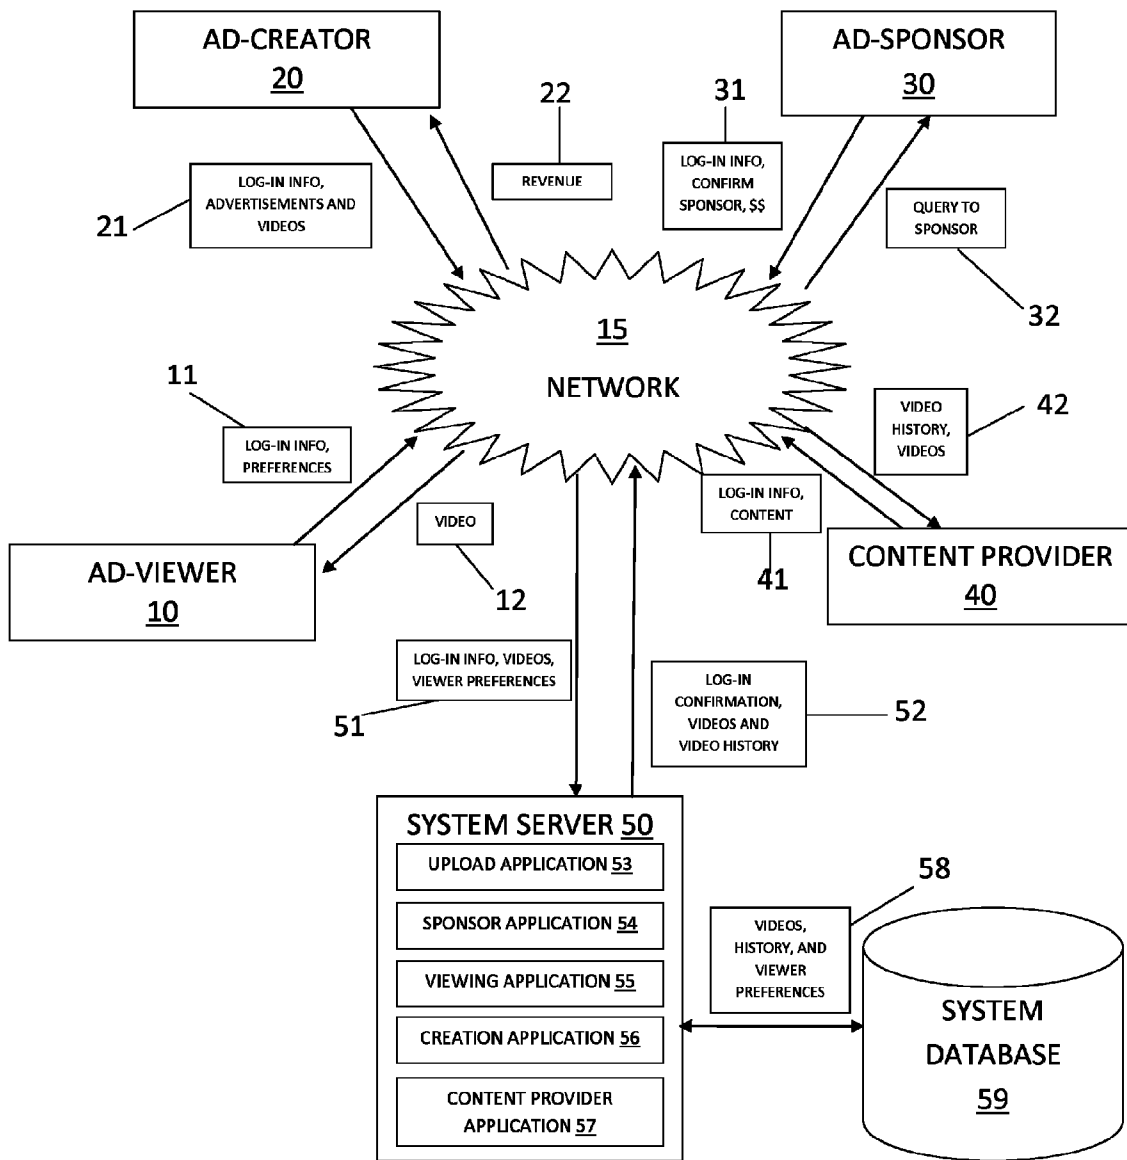 AD-CREATOR
20
AD-SPONSOR
30
22
31
REVENUE
LOG-IN INFO,
CONFIRM
SPONSOR, $$
21
LOG-IN INFO,
ADVERTISEMENTS AND
VIDEOS
QUERY TO
SPONSOR
32
15
NETWORK
11
LOG-IN INFO,
PREFERENCES
VIDEO
HISTORY,
VIDEOS
42
VIDEO
12
LOG-IN INFO,
CONTENT
41
AD-VIEWER
10
CONTENT PROVIDER
40
LOG-IN INFO, VIDEOS,
VIEWER PREFERENCES
51
LOG-IN
CONFIRMATION,
VIDEOS AND
VIDEO HISTORY
52
SYSTEM SERVER 50
UPLOAD APPLICATION 53
SPONSOR APPLICATION 54
VIEWING APPLICATION 55
CREATION APPLICATION 56
CONTENT PROVIDER
APPLICATION 57
58
VIDEOS,
HISTORY, AND
VIEWER
PREFERENCES
SYSTEM
DATABASE
59